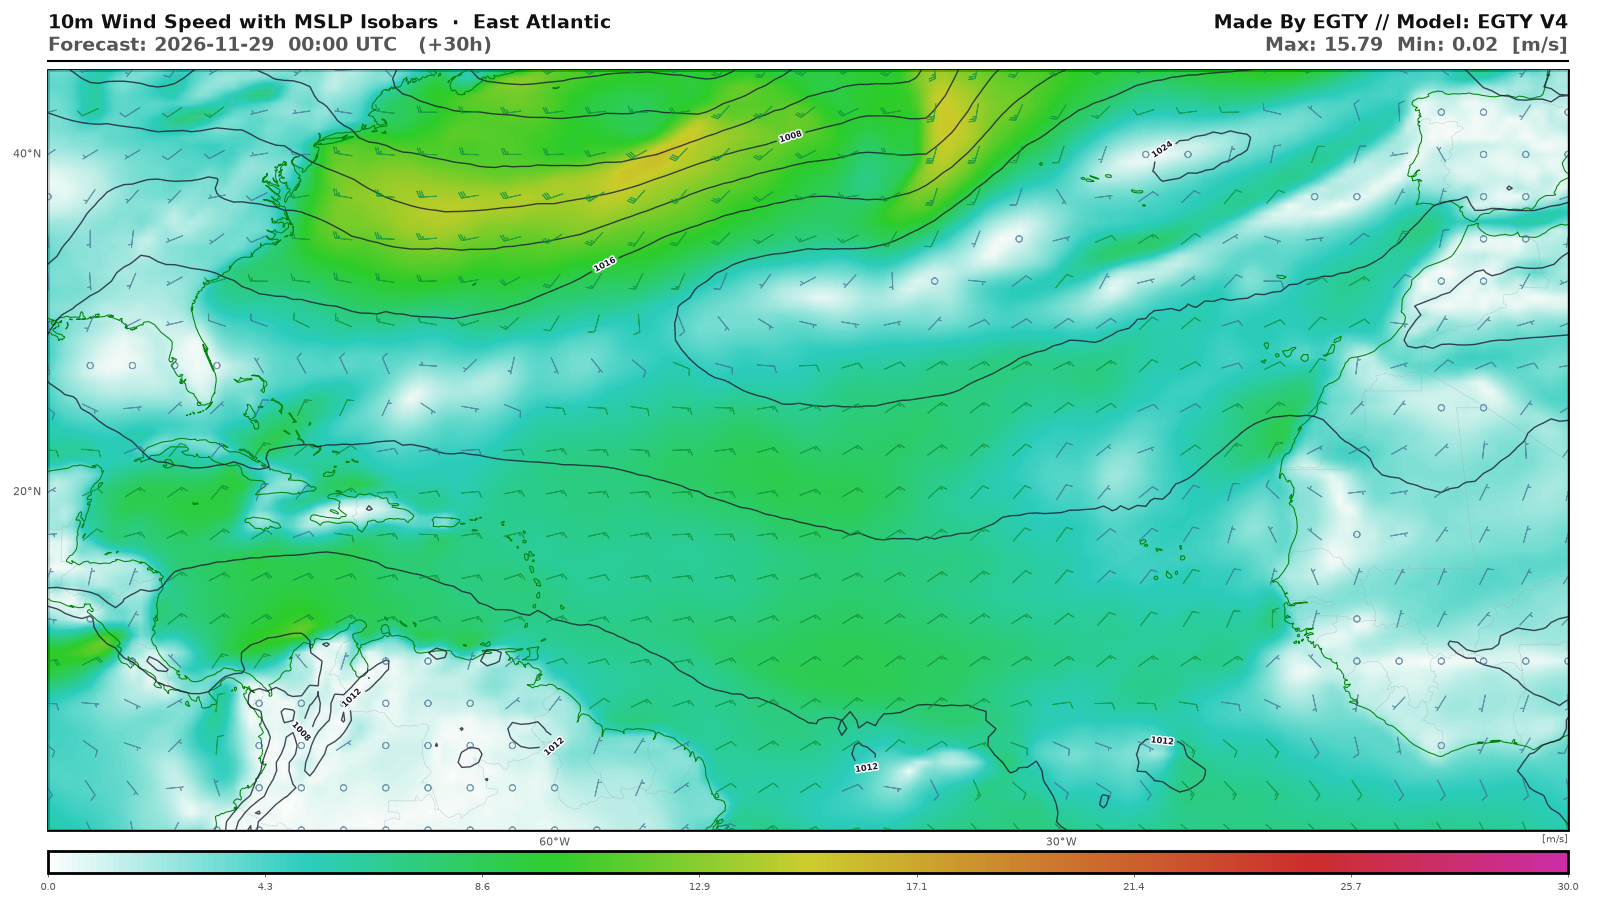 10m Wind Speed with MSLP Isobars · East Atlantic
Made By EGTY // Model: EGTY V4
Forecast: 2026-11-29 00:00 UTC (+30h)
Max: 15.79 Min: 0.02 [m/s]
40°N
20°N
1008
1024
1016
1012
1008
1012
1012
1012
60°W
30°W
[m/s]
0.0
4.3
8.6
12.9
17.1
21.4
25.7
30.0